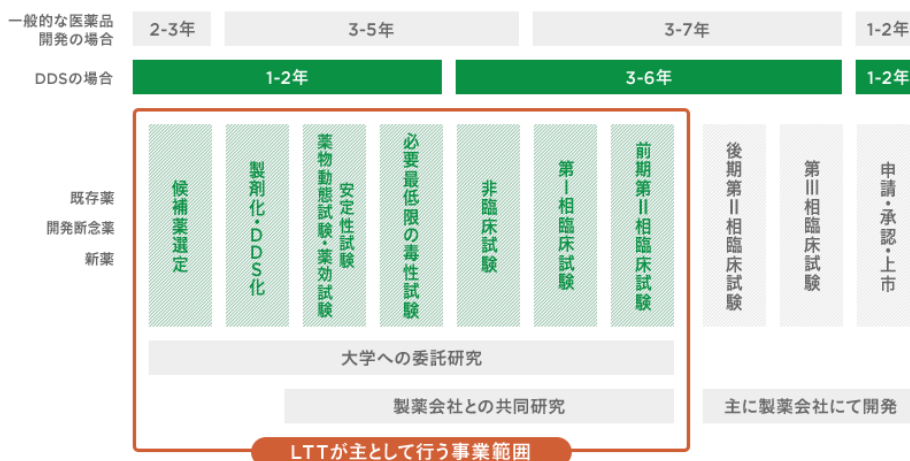 一般的な医薬品
開発の場合
2-3年
3-5年
3-7年
1-2年
DDSの場合
1-2年
3-6年
1-2年
既存薬
開発断念薬
新薬
候補薬選定
製剤化・DDS化
安定性試験
薬物動態試験・薬効試験
必要最低限の毒性試験
非臨床試験
第I相臨床試験
前期第II相臨床試験
後期第II相臨床試験
第III相臨床試験
申請・承認・上市
大学への委託研究
製薬会社との共同研究
主に製薬会社にて開発
LTTが主として行う事業範囲